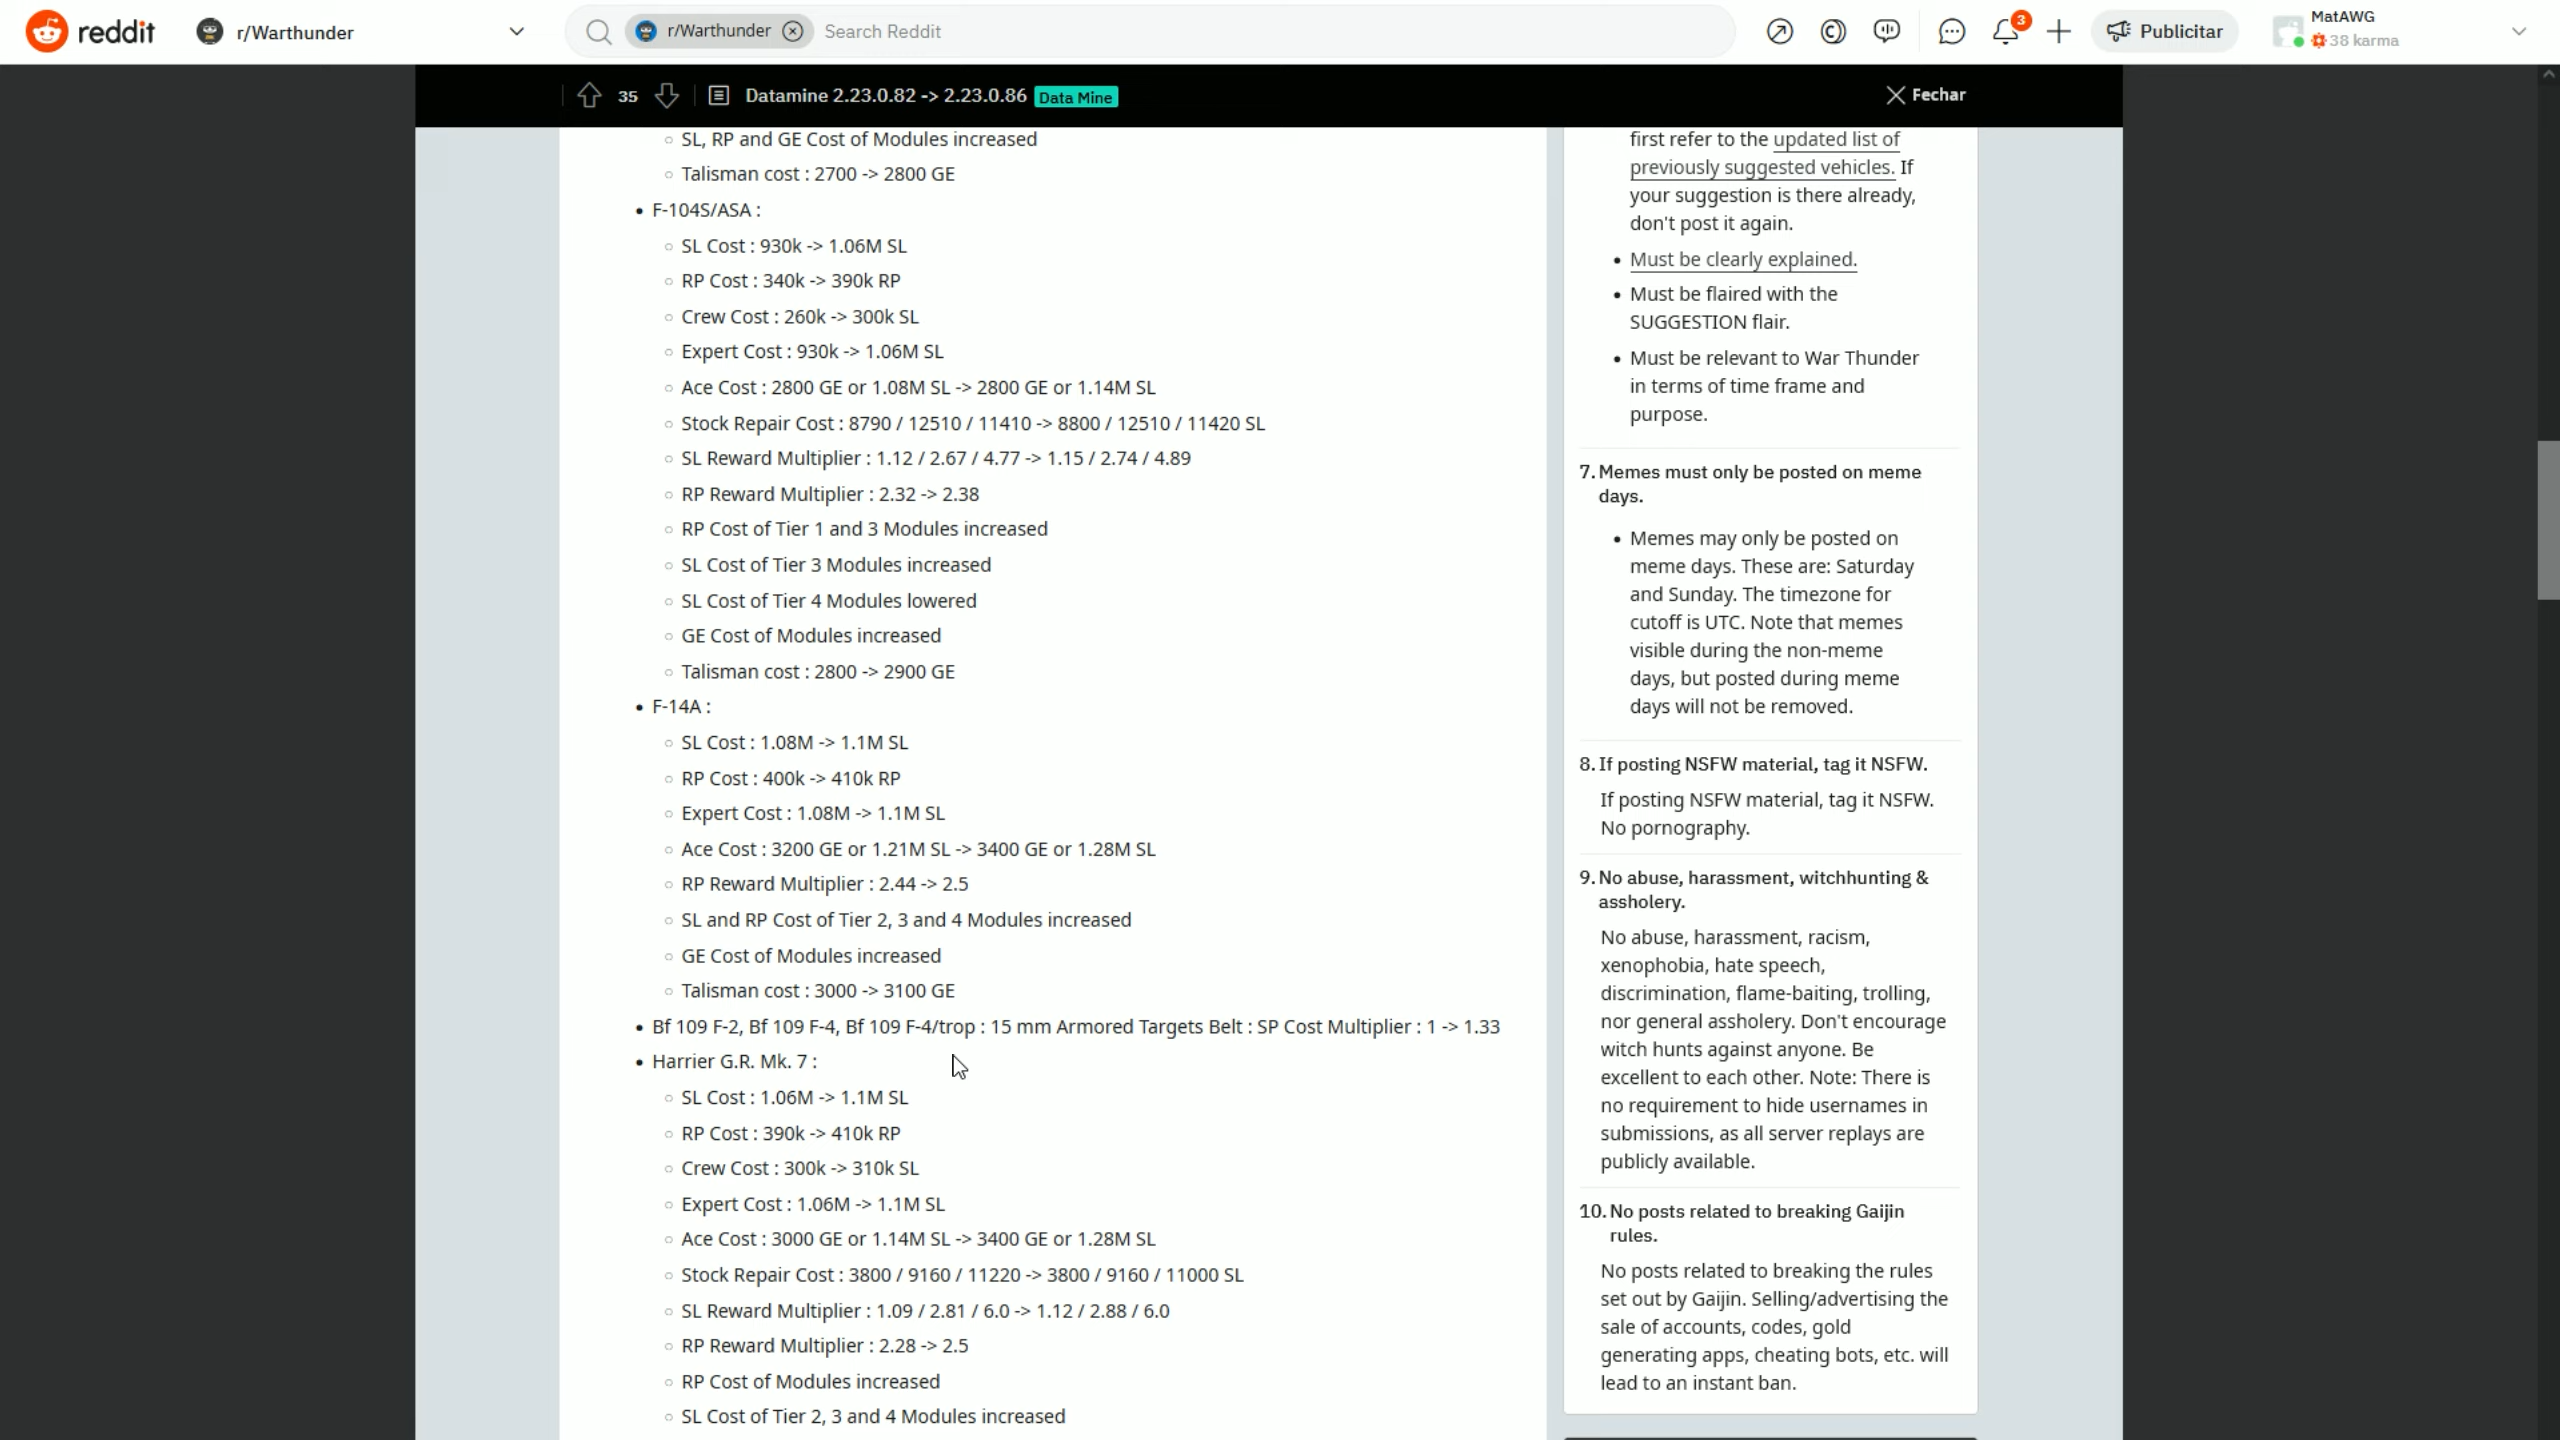 reddit
r/Warthunder
r/Warthunder
Search Reddit
3
Publicitar
MatAWG
38 karma
35
Datamine 2.23.0.82 -> 2.23.0.86
Data Mine
Fechar
SL, RP and GE Cost of Modules increased
Talisman cost : 2700 -> 2800 GE
• F-104S/ASA :
SL Cost : 930k -> 1.06M SL
RP Cost : 340k -> 390k RP
Crew Cost : 260k -> 300k SL
Expert Cost : 930k -> 1.06M SL
Ace Cost : 2800 GE or 1.08M SL -> 2800 GE or 1.14M SL
Stock Repair Cost : 8790 / 12510 / 11410 -> 8800 / 12510 / 11420 SL
SL Reward Multiplier : 1.12 / 2.67 / 4.77 -> 1.15 / 2.74 / 4.89
RP Reward Multiplier : 2.32 -> 2.38
RP Cost of Tier 1 and 3 Modules increased
SL Cost of Tier 3 Modules increased
SL Cost of Tier 4 Modules lowered
GE Cost of Modules increased
Talisman cost : 2800 -> 2900 GE
• F-14A :
SL Cost : 1.08M -> 1.1M SL
RP Cost : 400k -> 410k RP
Expert Cost : 1.08M -> 1.1M SL
Ace Cost : 3200 GE or 1.21M SL -> 3400 GE or 1.28M SL
RP Reward Multiplier : 2.44 -> 2.5
SL and RP Cost of Tier 2, 3 and 4 Modules increased
GE Cost of Modules increased
Talisman cost : 3000 -> 3100 GE
• Bf 109 F-2, Bf 109 F-4, Bf 109 F-4/trop : 15 mm Armored Targets Belt : SP Cost Multiplier : 1 -> 1.33
• Harrier G.R. Mk. 7 :
SL Cost : 1.06M -> 1.1M SL
RP Cost : 390k -> 410k RP
Crew Cost : 300k -> 310k SL
Expert Cost : 1.06M -> 1.1M SL
Ace Cost : 3000 GE or 1.14M SL -> 3400 GE or 1.28M SL
Stock Repair Cost : 3800 / 9160 / 11220 -> 3800 / 9160 / 11000 SL
SL Reward Multiplier : 1.09 / 2.81 / 6.0 -> 1.12 / 2.88 / 6.0
RP Reward Multiplier : 2.28 -> 2.5
RP Cost of Modules increased
SL Cost of Tier 2, 3 and 4 Modules increased
first refer to the updated list of
previously suggested vehicles. If
your suggestion is there already,
don't post it again.
• Must be clearly explained.
• Must be flaired with the
SUGGESTION flair.
• Must be relevant to War Thunder
in terms of time frame and
purpose.
7. Memes must only be posted on meme
days.
• Memes may only be posted on
meme days. These are: Saturday
and Sunday. The timezone for
cutoff is UTC. Note that memes
visible during the non-meme
days, but posted during meme
days will not be removed.
8. If posting NSFW material, tag it NSFW.
If posting NSFW material, tag it NSFW.
No pornography.
9. No abuse, harassment, witchhunting &
assholery.
No abuse, harassment, racism,
xenophobia, hate speech,
discrimination, flame-baiting, trolling,
nor general assholery. Don't encourage
witch hunts against anyone. Be
excellent to each other. Note: There is
no requirement to hide usernames in
submissions, as all server replays are
publicly available.
10. No posts related to breaking Gaijin
rules.
No posts related to breaking the rules
set out by Gaijin. Selling/advertising the
sale of accounts, codes, gold
generating apps, cheating bots, etc. will
lead to an instant ban.